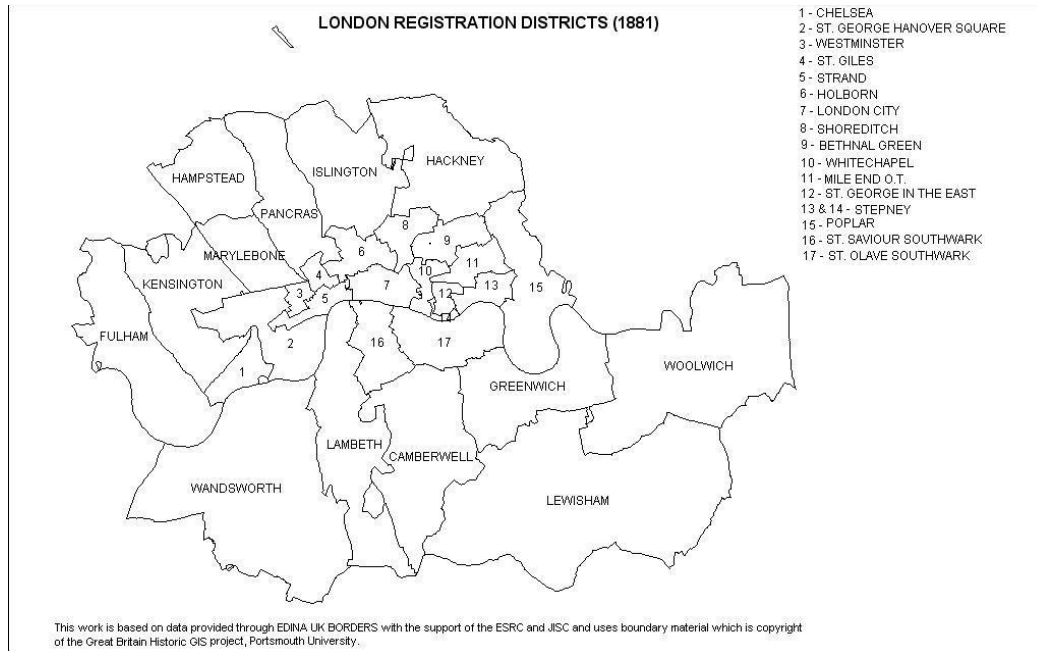 LONDON REGISTRATION DISTRICTS (1881)
1 - CHELSEA
2 - ST. GEORGE HANOVER SQUARE
3 - WESTMINSTER
4 - ST. GILES
5 - STRAND
6 - HOLBORN
7 - LONDON CITY
8 - SHOREDITCH
9 - BETHNAL GREEN
10 - WHITECHAPEL
11 - MILE END O.T.
12 - ST. GEORGE IN THE EAST
13 & 14 - STEPNEY
15 - POPLAR
16 - ST. SAVIOUR SOUTHWARK
17 - ST. OLAVE SOUTHWARK
HACKNEY
ISLINGTON
HAMPSTEAD
PANCRAS
8
9
6
MARYLEBONE
11
10
4
KENSINGTON
7
13
15
3
5
12
14
FULHAM
2
16
17
WOOLWICH
1
GREENWICH
LAMBETH
CAMBERWELL
WANDSWORTH
LEWISHAM
This work is based on data provided through EDINA UK BORDERS with the support of the ESRC and JISC and uses boundary material which is copyright
of the Great Britain Historic GIS project, Portsmouth University.